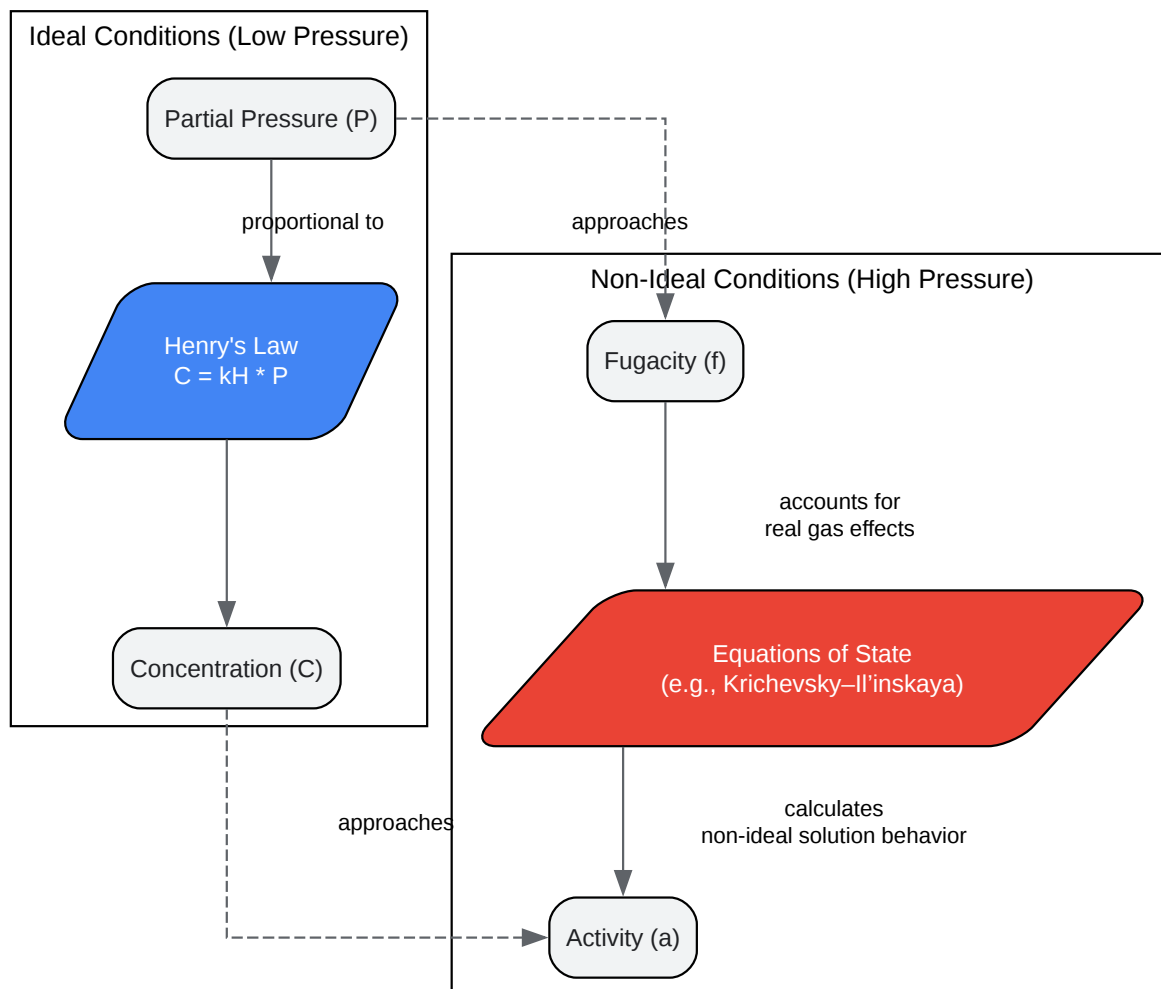 Ideal Conditions (Low Pressure)
Partial Pressure (P)
proportional to
approaches
Non-Ideal Conditions (High Pressure)
Henry's Law
C = kH * P
Fugacity (f)
accounts for
real gas effects
Concentration (C)
Equations of State
(e.g., Krichevsky–Il’inskaya)
approaches
calculates
non-ideal solution behavior
Activity (a)